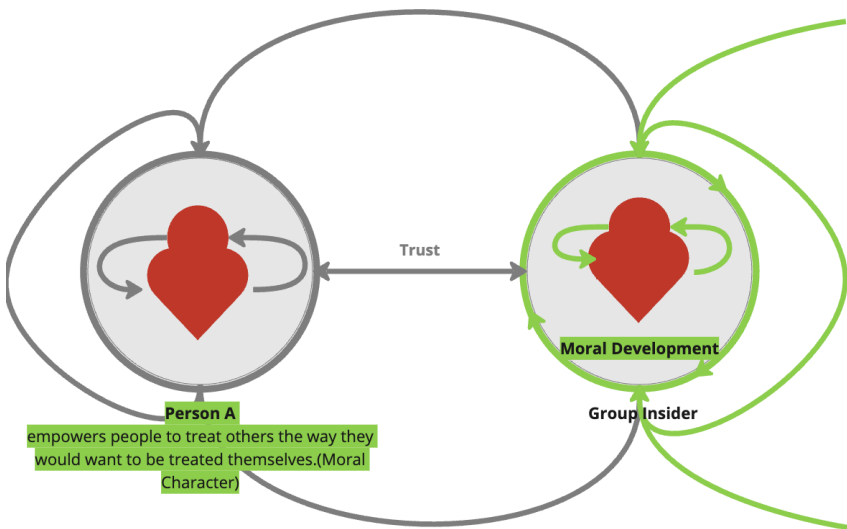 Trust
Moral Development
Person A
empowers people to treat others the way they
would want to be treated themselves.(Moral
Character)
Group Insider